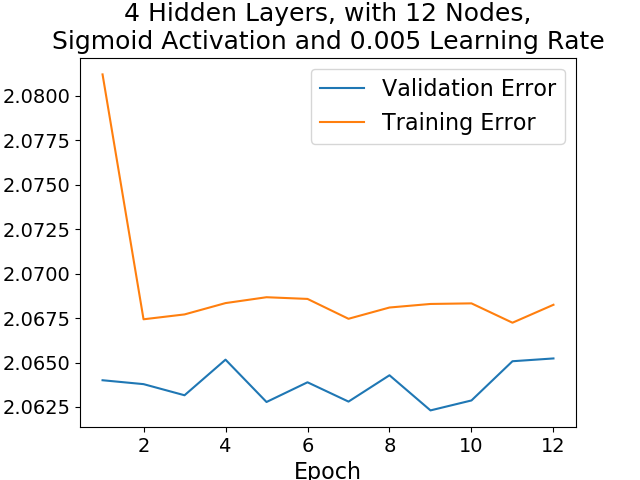 4 Hidden Layers, with 12 Nodes,
Sigmoid Activation and 0.005 Learning Rate
Validation Error
Training Error
2.0800
2.0775
2.0750
2.0725
2.0700
2.0675
2.0650
2.0625
2 4 6 8 10 12
Epoch